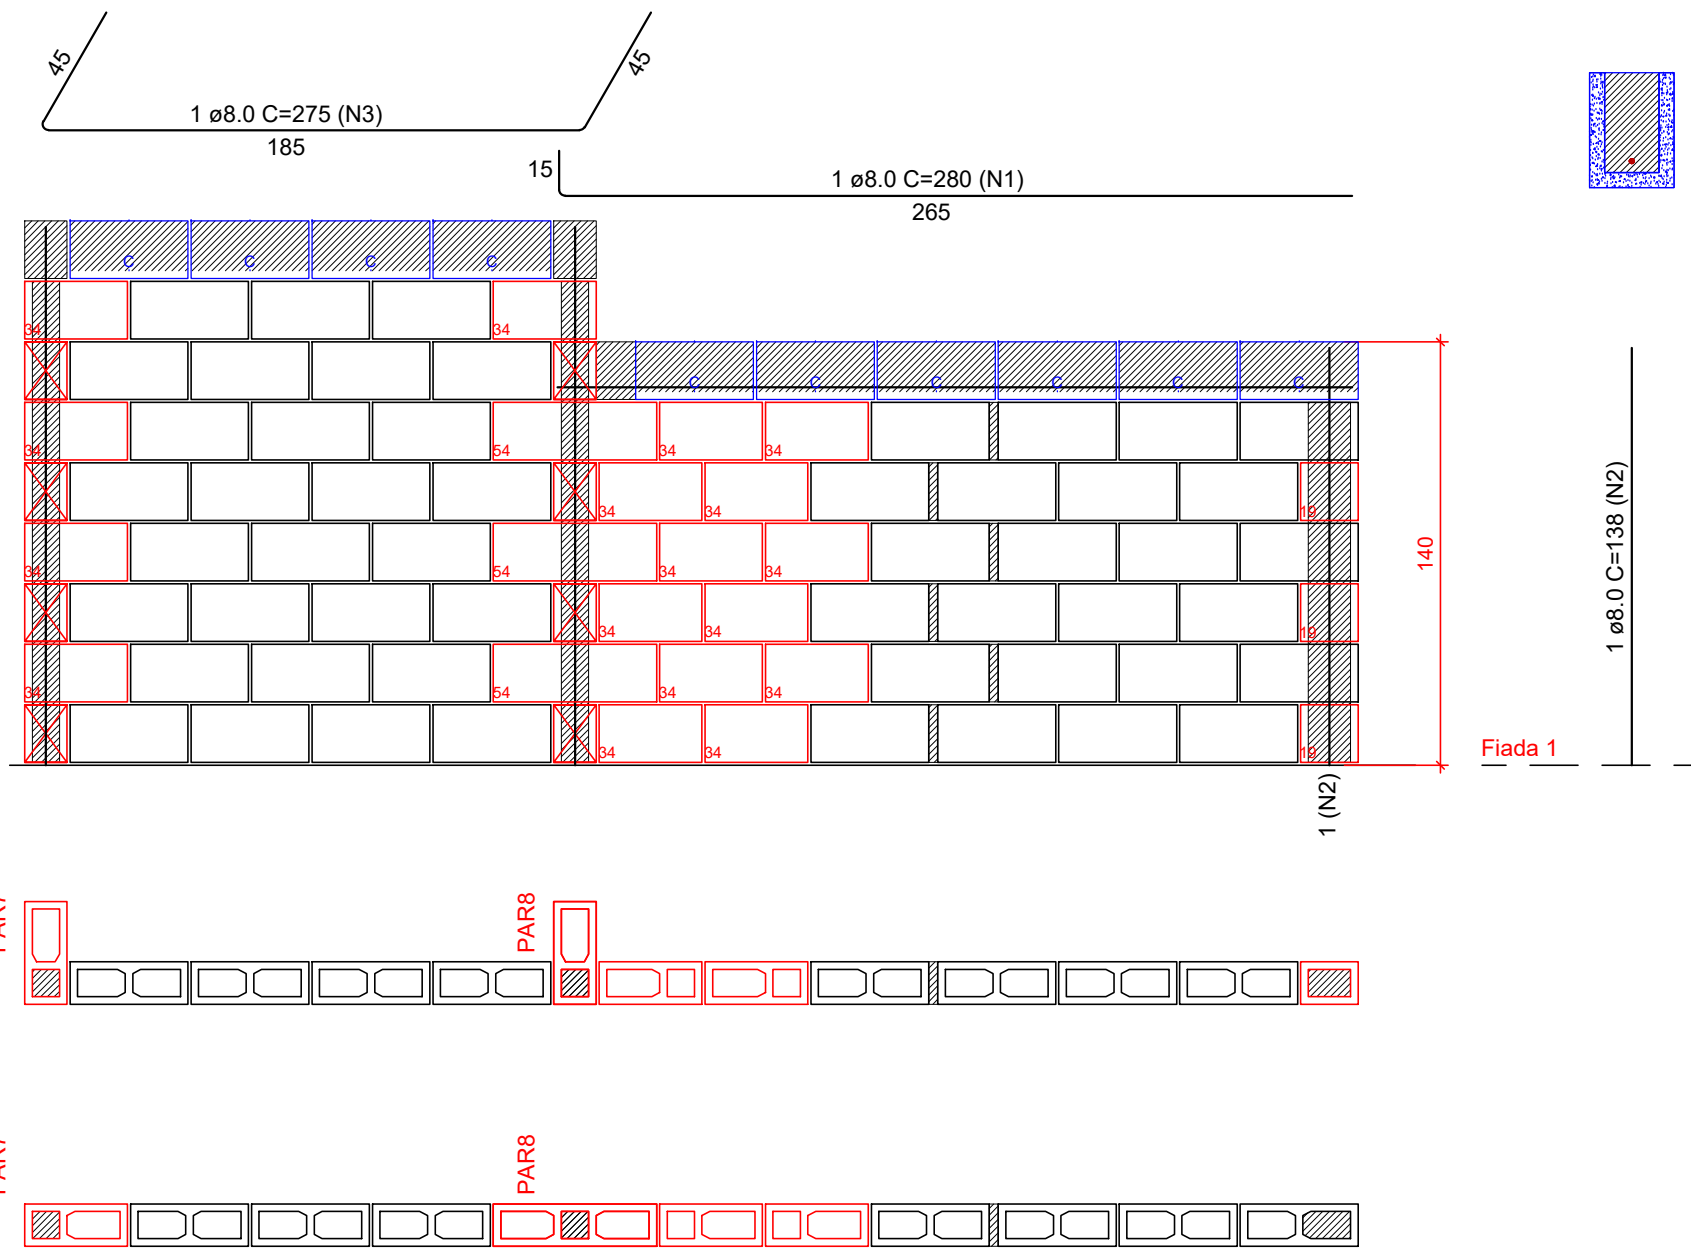 45
45
1 ø8.0 C=275 (N3)
185
15
1 ø8.0 C=280 (N1)
265
C C C C
34 34
C C C C C C
34 54 34 34
34 34 19
34 54 34 34
34 34 19
34 54 34 34
34 34 19
140
1 ø8.0 C=138 (N2)
Fiada 1
1 (N2)
PAR7
PAR8
PAR7
PAR8